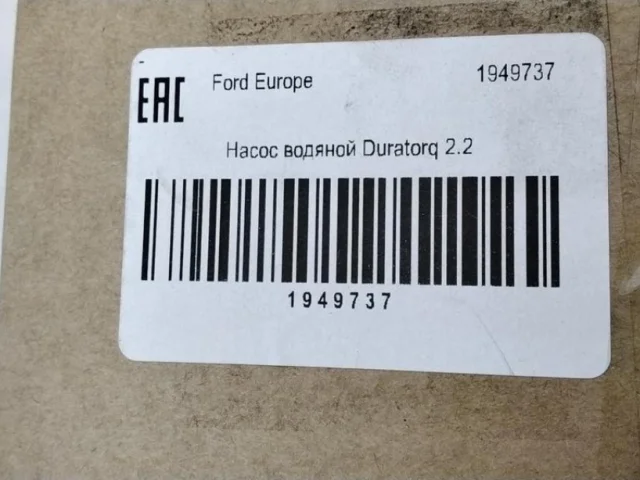 EAC
Ford Europe 1949737
Насос водяной Duratorq 2.2
1949737